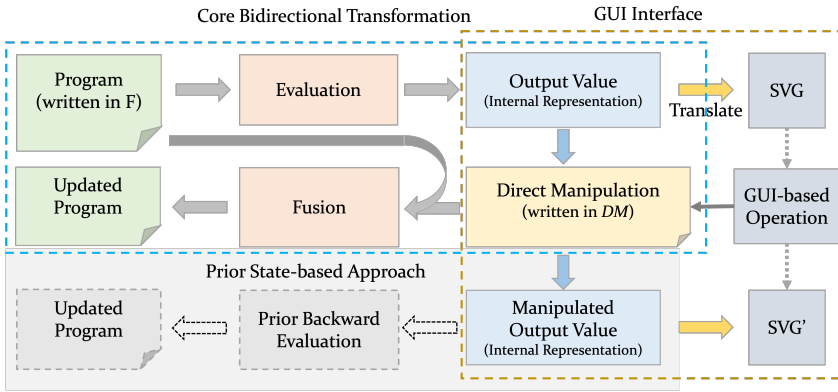 Core Bidirectional Transformation
GUI Interface
Program
(written in F)
Evaluation
Output Value
(Internal Representation)
Translate
SVG
Updated
Program
Fusion
Direct Manipulation
(written in DM)
GUI-based
Operation
Prior State-based Approach
Updated
Program
Prior Backward
Evaluation
Manipulated
Output Value
(Internal Representation)
SVG'